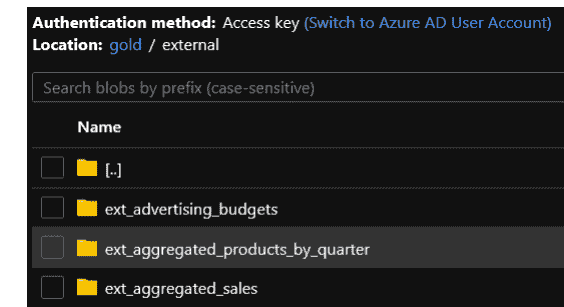 Authentication method: Access key (Switch to Azure AD User Account)
Location: gold / external
Search blobs by prefix (case-sensitive)
Name
[..]
ext_advertising_budgets
ext_aggregated_products_by_quarter
ext_aggregated_sales